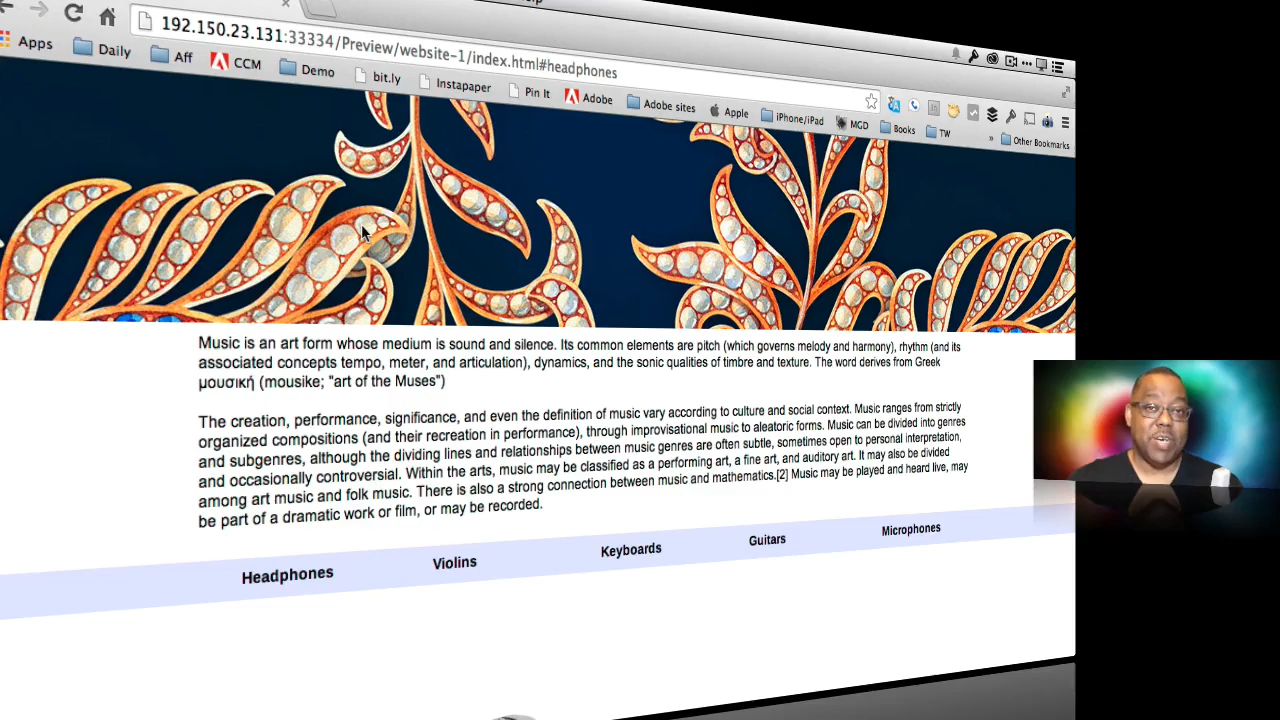 192.150.23.131:33334/Preview/website-1/index.html#headphones
Apps Daily Aff CCM Demo bit.ly Instapaper Pin It Adobe Adobe sites Apple iPhone/iPad MGD Books TW » Other Bookmarks
Music is an art form whose medium is sound and silence. Its common elements are pitch (which governs melody and harmony), rhythm (and its
associated concepts tempo, meter, and articulation), dynamics, and the sonic qualities of timbre and texture. The word derives from Greek
μουσική (mousike; "art of the Muses")
The creation, performance, significance, and even the definition of music vary according to culture and social context. Music ranges from strictly
organized compositions (and their recreation in performance), through improvisational music to aleatoric forms. Music can be divided into genres
and subgenres, although the dividing lines and relationships between music genres are often subtle, sometimes open to personal interpretation,
and occasionally controversial. Within the arts, music may be classified as a performing art, a fine art, and auditory art. It may also be divided
among art music and folk music. There is also a strong connection between music and mathematics.[2] Music may be played and heard live, may
be part of a dramatic work or film, or may be recorded.
Headphones Violins Keyboards Guitars Microphones